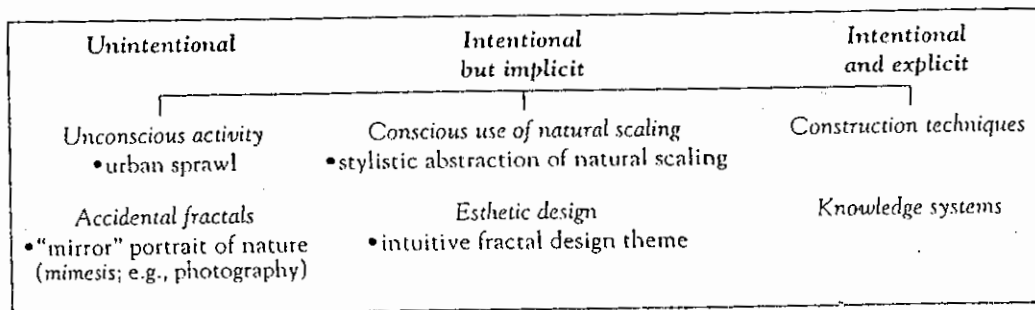 Unintentional
Intentional
but implicit
Intentional
and explicit
Unconscious activity
•urban sprawl
Conscious use of natural scaling
•stylistic abstraction of natural scaling
Construction techniques
Accidental fractals
•“mirror” portrait of nature
(mimesis; e.g., photography)
Esthetic design
•intuitive fractal design theme
Knowledge systems